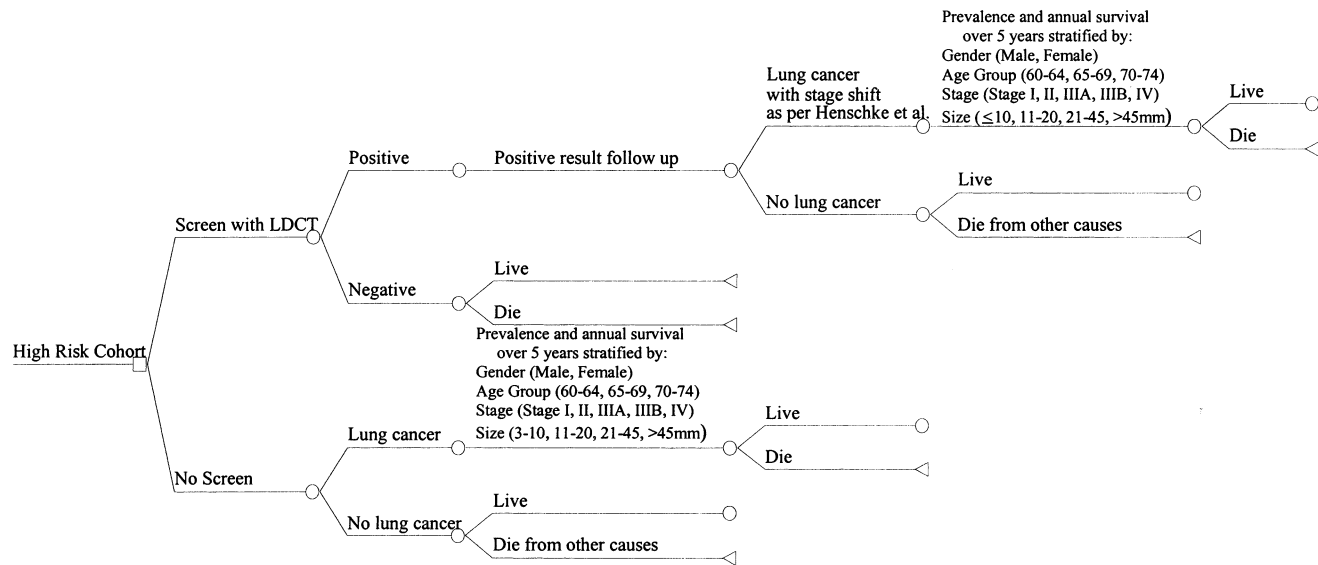 Prevalence and annual survival
over 5 years stratified by:
Gender (Male, Female)
Age Group (60-64, 65-69, 70-74)
Stage (Stage I, II, IIIA, IIIB, IV)
Size (≤10, 11-20, 21-45, >45mm)
Lung cancer
with stage shift
as per Henschke et al.
Live
Die
Positive
Positive result follow up
No lung cancer
Live
Die from other causes
Screen with LDCT
Negative
Live
Die
High Risk Cohort
Prevalence and annual survival
over 5 years stratified by:
Gender (Male, Female)
Age Group (60-64, 65-69, 70-74)
Stage (Stage I, II, IIIA, IIIB, IV)
Size (3-10, 11-20, 21-45, >45mm)
Lung cancer
Live
Die
No Screen
No lung cancer
Live
Die from other causes